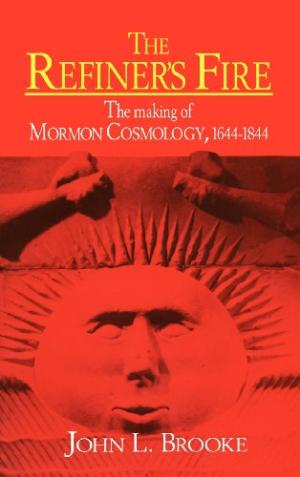 THE
REFINER'S FIRE
The making of
MORMON COSMOLOGY, 1644-1844
JOHN L. BROOKE